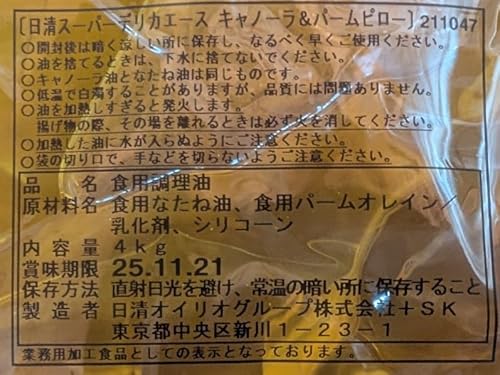 〔日清スーパーデリカエース キャノーラ&パームピロー〕211047
○開封後は暗く涼しい所に保存し、なるべく早くご使用ください。
○油を捨てるときは、下水に捨てないでください。
○キャノーラ油となたね油は同じものです。
○低温で白濁することがありますが、品質には問題ありません。
○油を加熱しすぎると発火します。
揚げ物の際、その場を離れるときは必ず火を消してください。
○加熱した油に水が入らぬようにご注意ください。
○袋の切り口で、手などを切らないようご注意ください。
品 名 食用調理油
原材料名 食用なたね油、食用パームオレイン/
乳化剤、シリコーン
内 容 量 4kg
賞味期限 25.11.21
保存方法 直射日光を避け、常温の暗い所に保存すること
製 造 者 日清オイリオグループ株式会社+SK
東京都中央区新川1-23-1
業務用加工食品としての表示となっております。